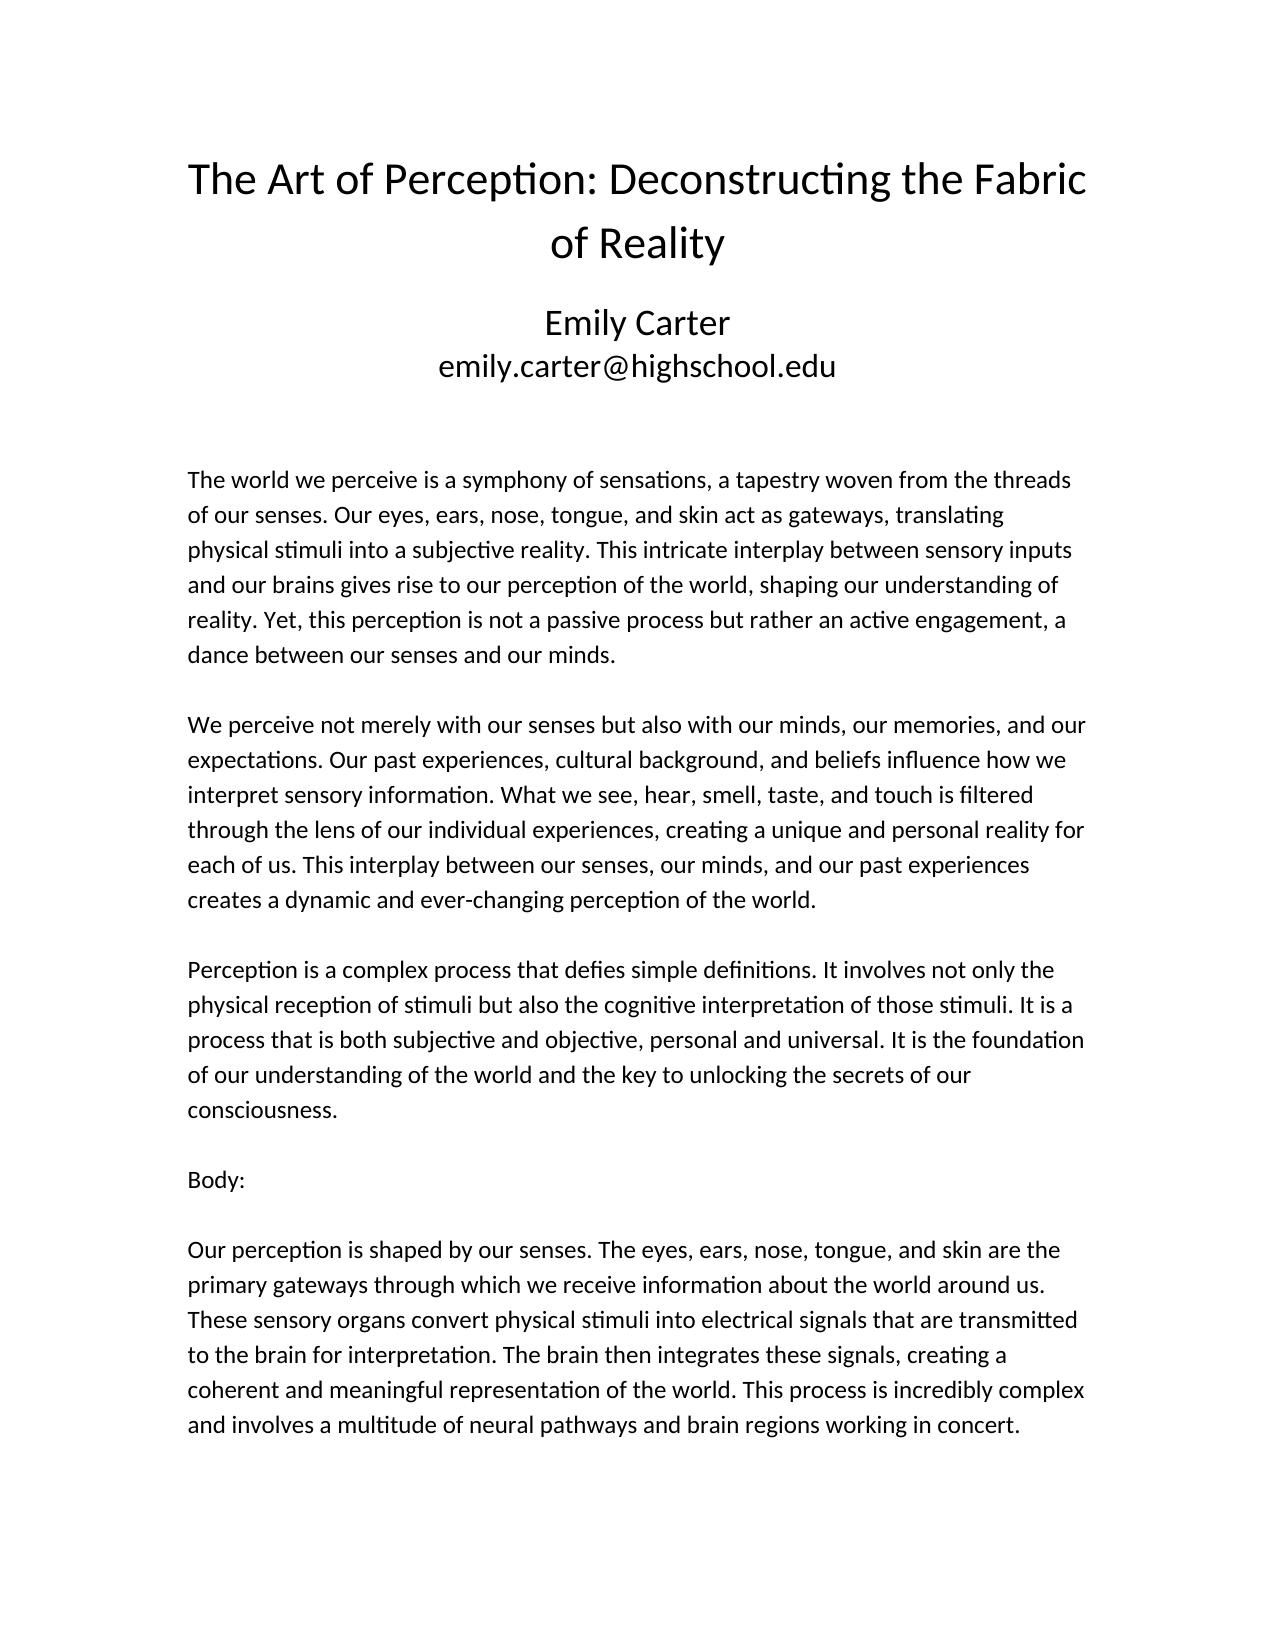 The Art of Perception: Deconstructing the Fabric
of Reality
Emily Carter
emily.carter@highschool.edu
The world we perceive is a symphony of sensations, a tapestry woven from the threads
of our senses. Our eyes, ears, nose, tongue, and skin act as gateways, translating
physical stimuli into a subjective reality. This intricate interplay between sensory inputs
and our brains gives rise to our perception of the world, shaping our understanding of
reality. Yet, this perception is not a passive process but rather an active engagement, a
dance between our senses and our minds.
We perceive not merely with our senses but also with our minds, our memories, and our
expectations. Our past experiences, cultural background, and beliefs influence how we
interpret sensory information. What we see, hear, smell, taste, and touch is filtered
through the lens of our individual experiences, creating a unique and personal reality for
each of us. This interplay between our senses, our minds, and our past experiences
creates a dynamic and ever-changing perception of the world.
Perception is a complex process that defies simple definitions. It involves not only the
physical reception of stimuli but also the cognitive interpretation of those stimuli. It is a
process that is both subjective and objective, personal and universal. It is the foundation
of our understanding of the world and the key to unlocking the secrets of our
consciousness.
Body:
Our perception is shaped by our senses. The eyes, ears, nose, tongue, and skin are the
primary gateways through which we receive information about the world around us.
These sensory organs convert physical stimuli into electrical signals that are transmitted
to the brain for interpretation. The brain then integrates these signals, creating a
coherent and meaningful representation of the world. This process is incredibly complex
and involves a multitude of neural pathways and brain regions working in concert.